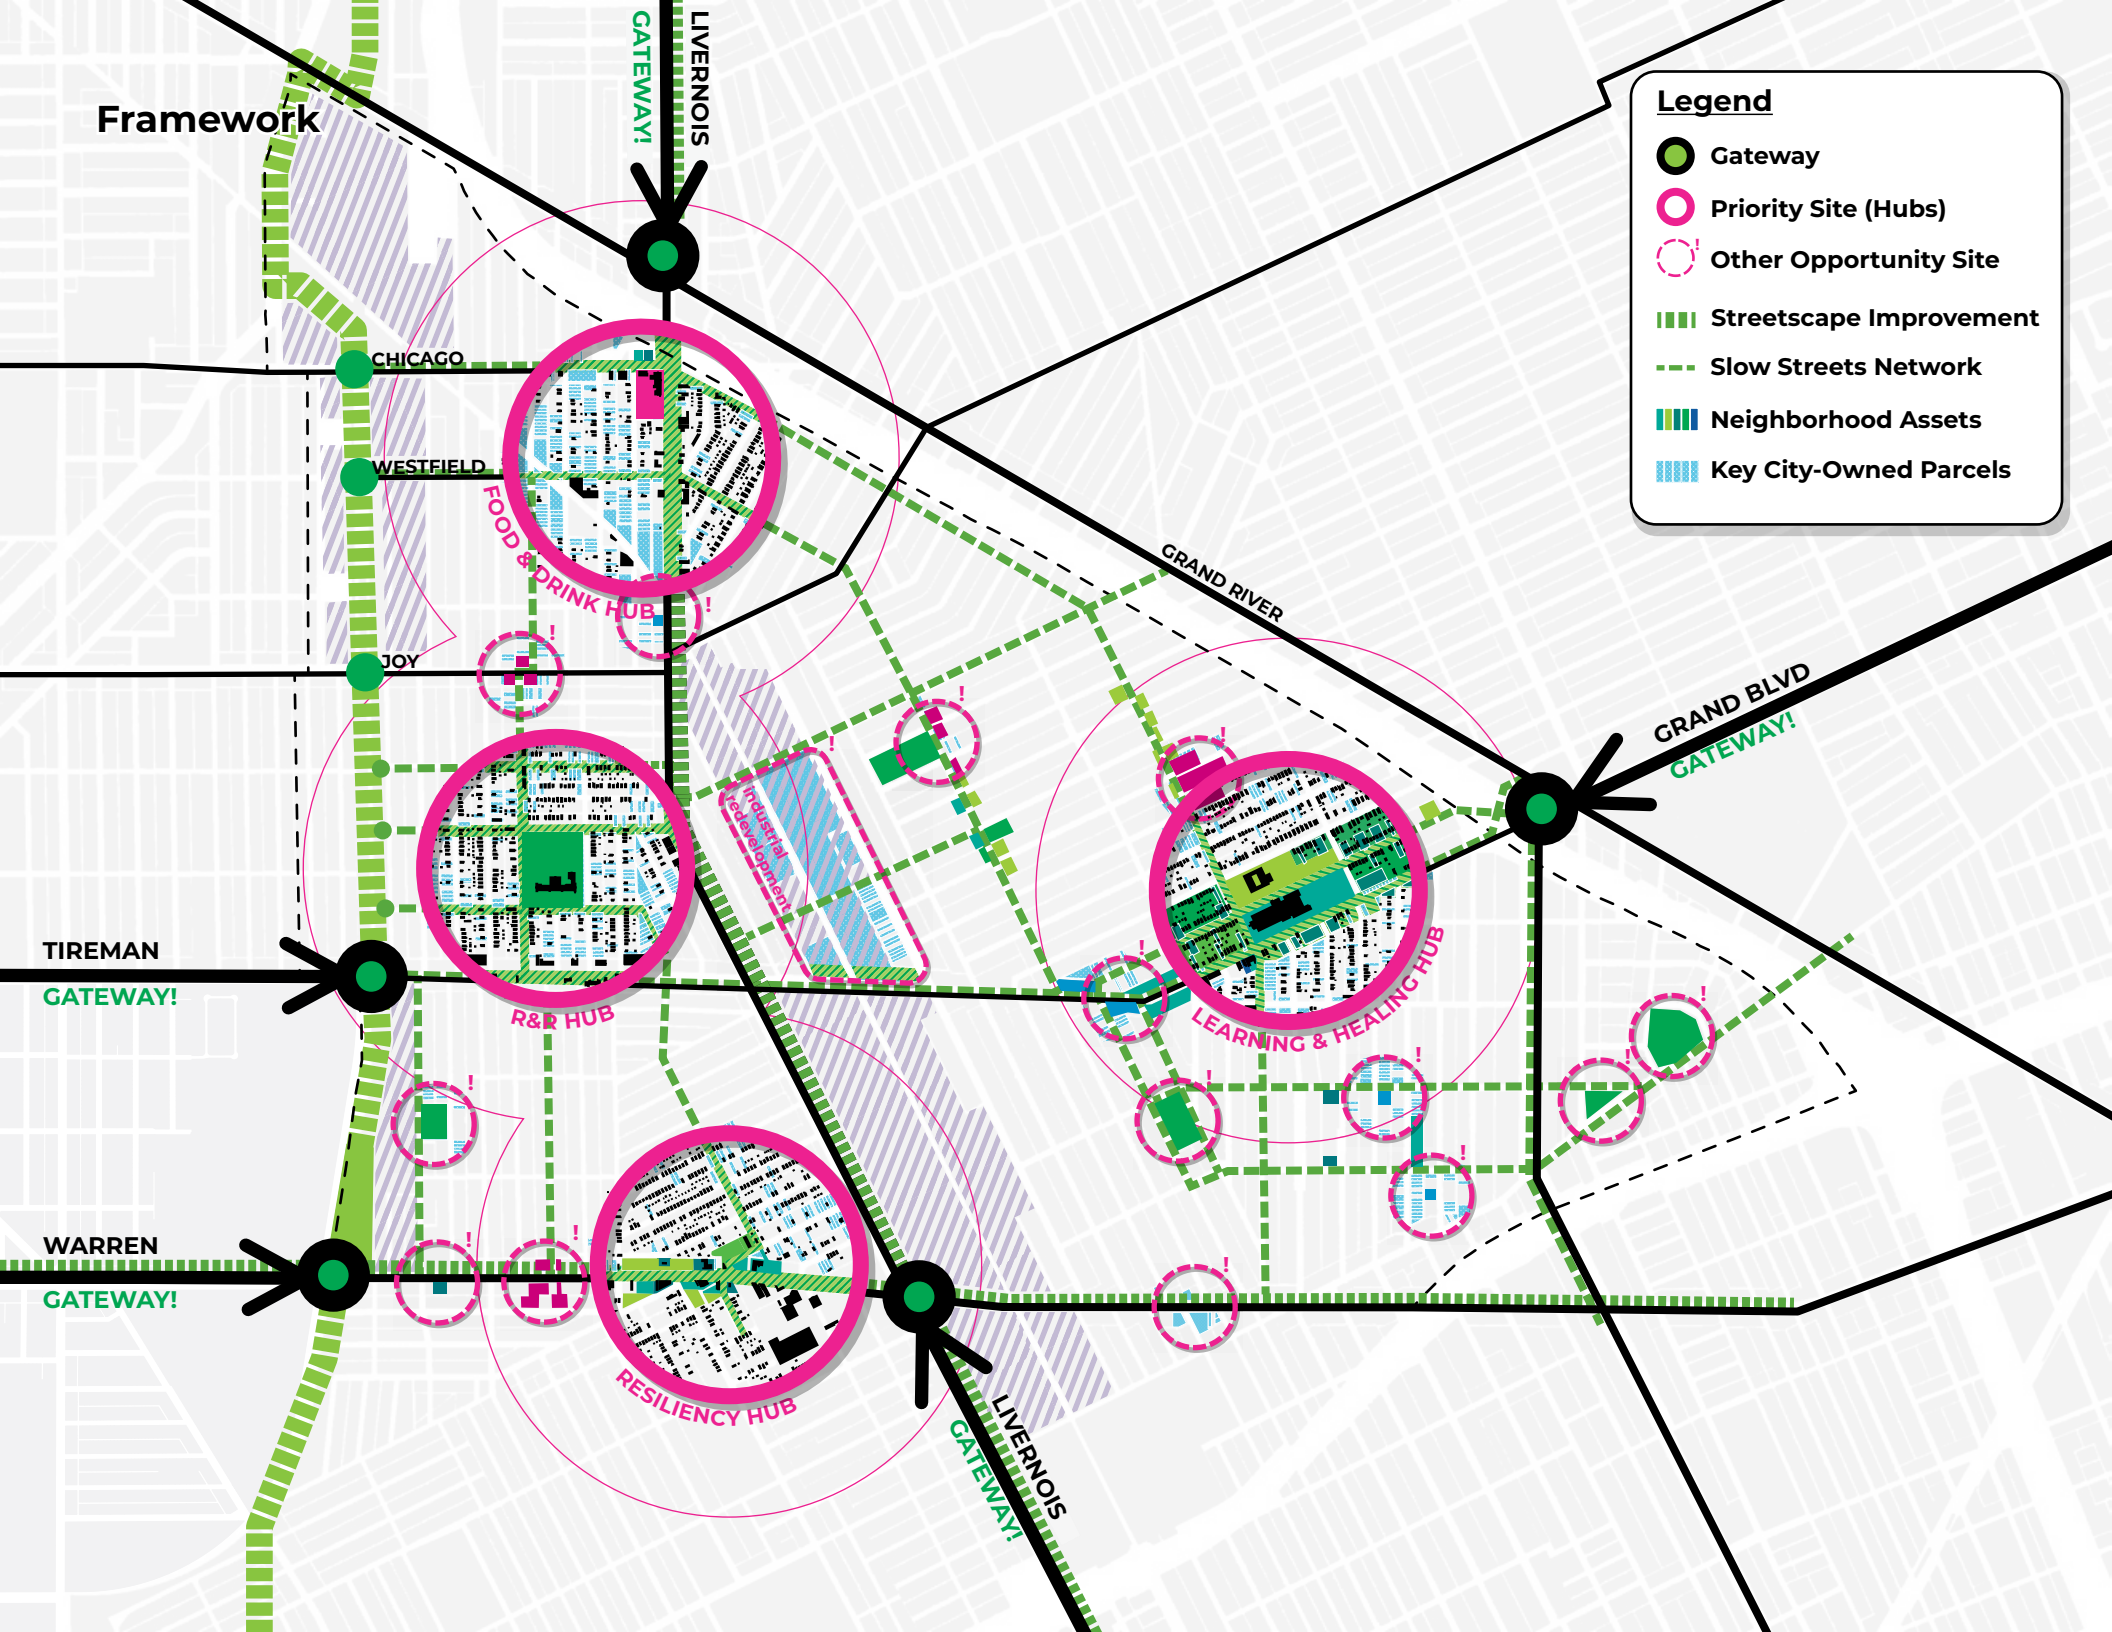 Framework
GATEWAY!
LIVERNOIS
Legend
Gateway
Priority Site (Hubs)
!
Other Opportunity Site
Streetscape Improvement
Slow Streets Network
Neighborhood Assets
Key City-Owned Parcels
CHICAGO
WESTFIELD
FOOD & DRINK HUB
!
!
JOY
GRAND RIVER
GRAND BLVD
GATEWAY!
!
!
!
industrial
redevelopment
TIREMAN
GATEWAY!
R&R HUB
!
LEARNING & HEALING HUB
!
!
!
!
!
!
WARREN
GATEWAY!
!
!
!
RESILIENCY HUB
LIVERNOIS
GATEWAY!
!